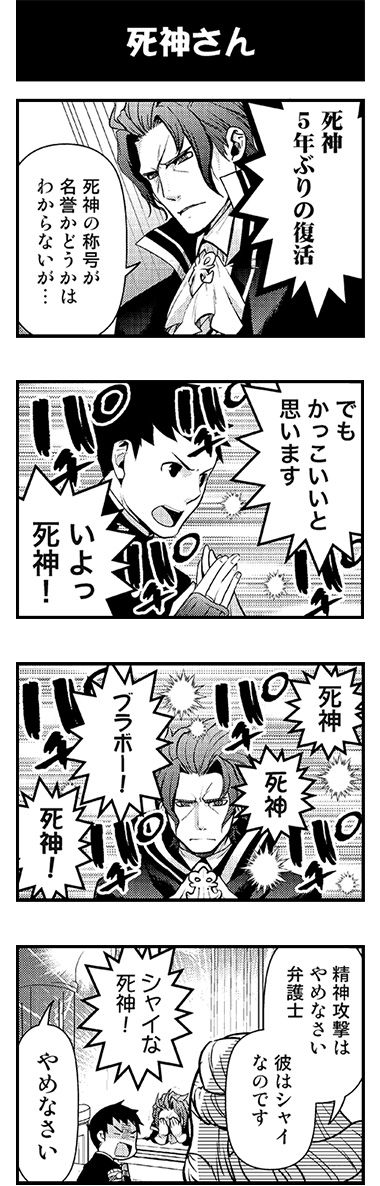 死神さん
死神
5年ぶりの復活
死神の称号が
名誉かどうかは
わからないが…
でも
かっこいいと
思います
いよっ
死神！
パチ
パチ
パチ
パチ
死神
ブラボー！
死神
死神！
パチ
パチ
パチ
精神攻撃は
やめなさい
弁護士
彼はシャイ
なのです
シャイな
死神！
やめなさい